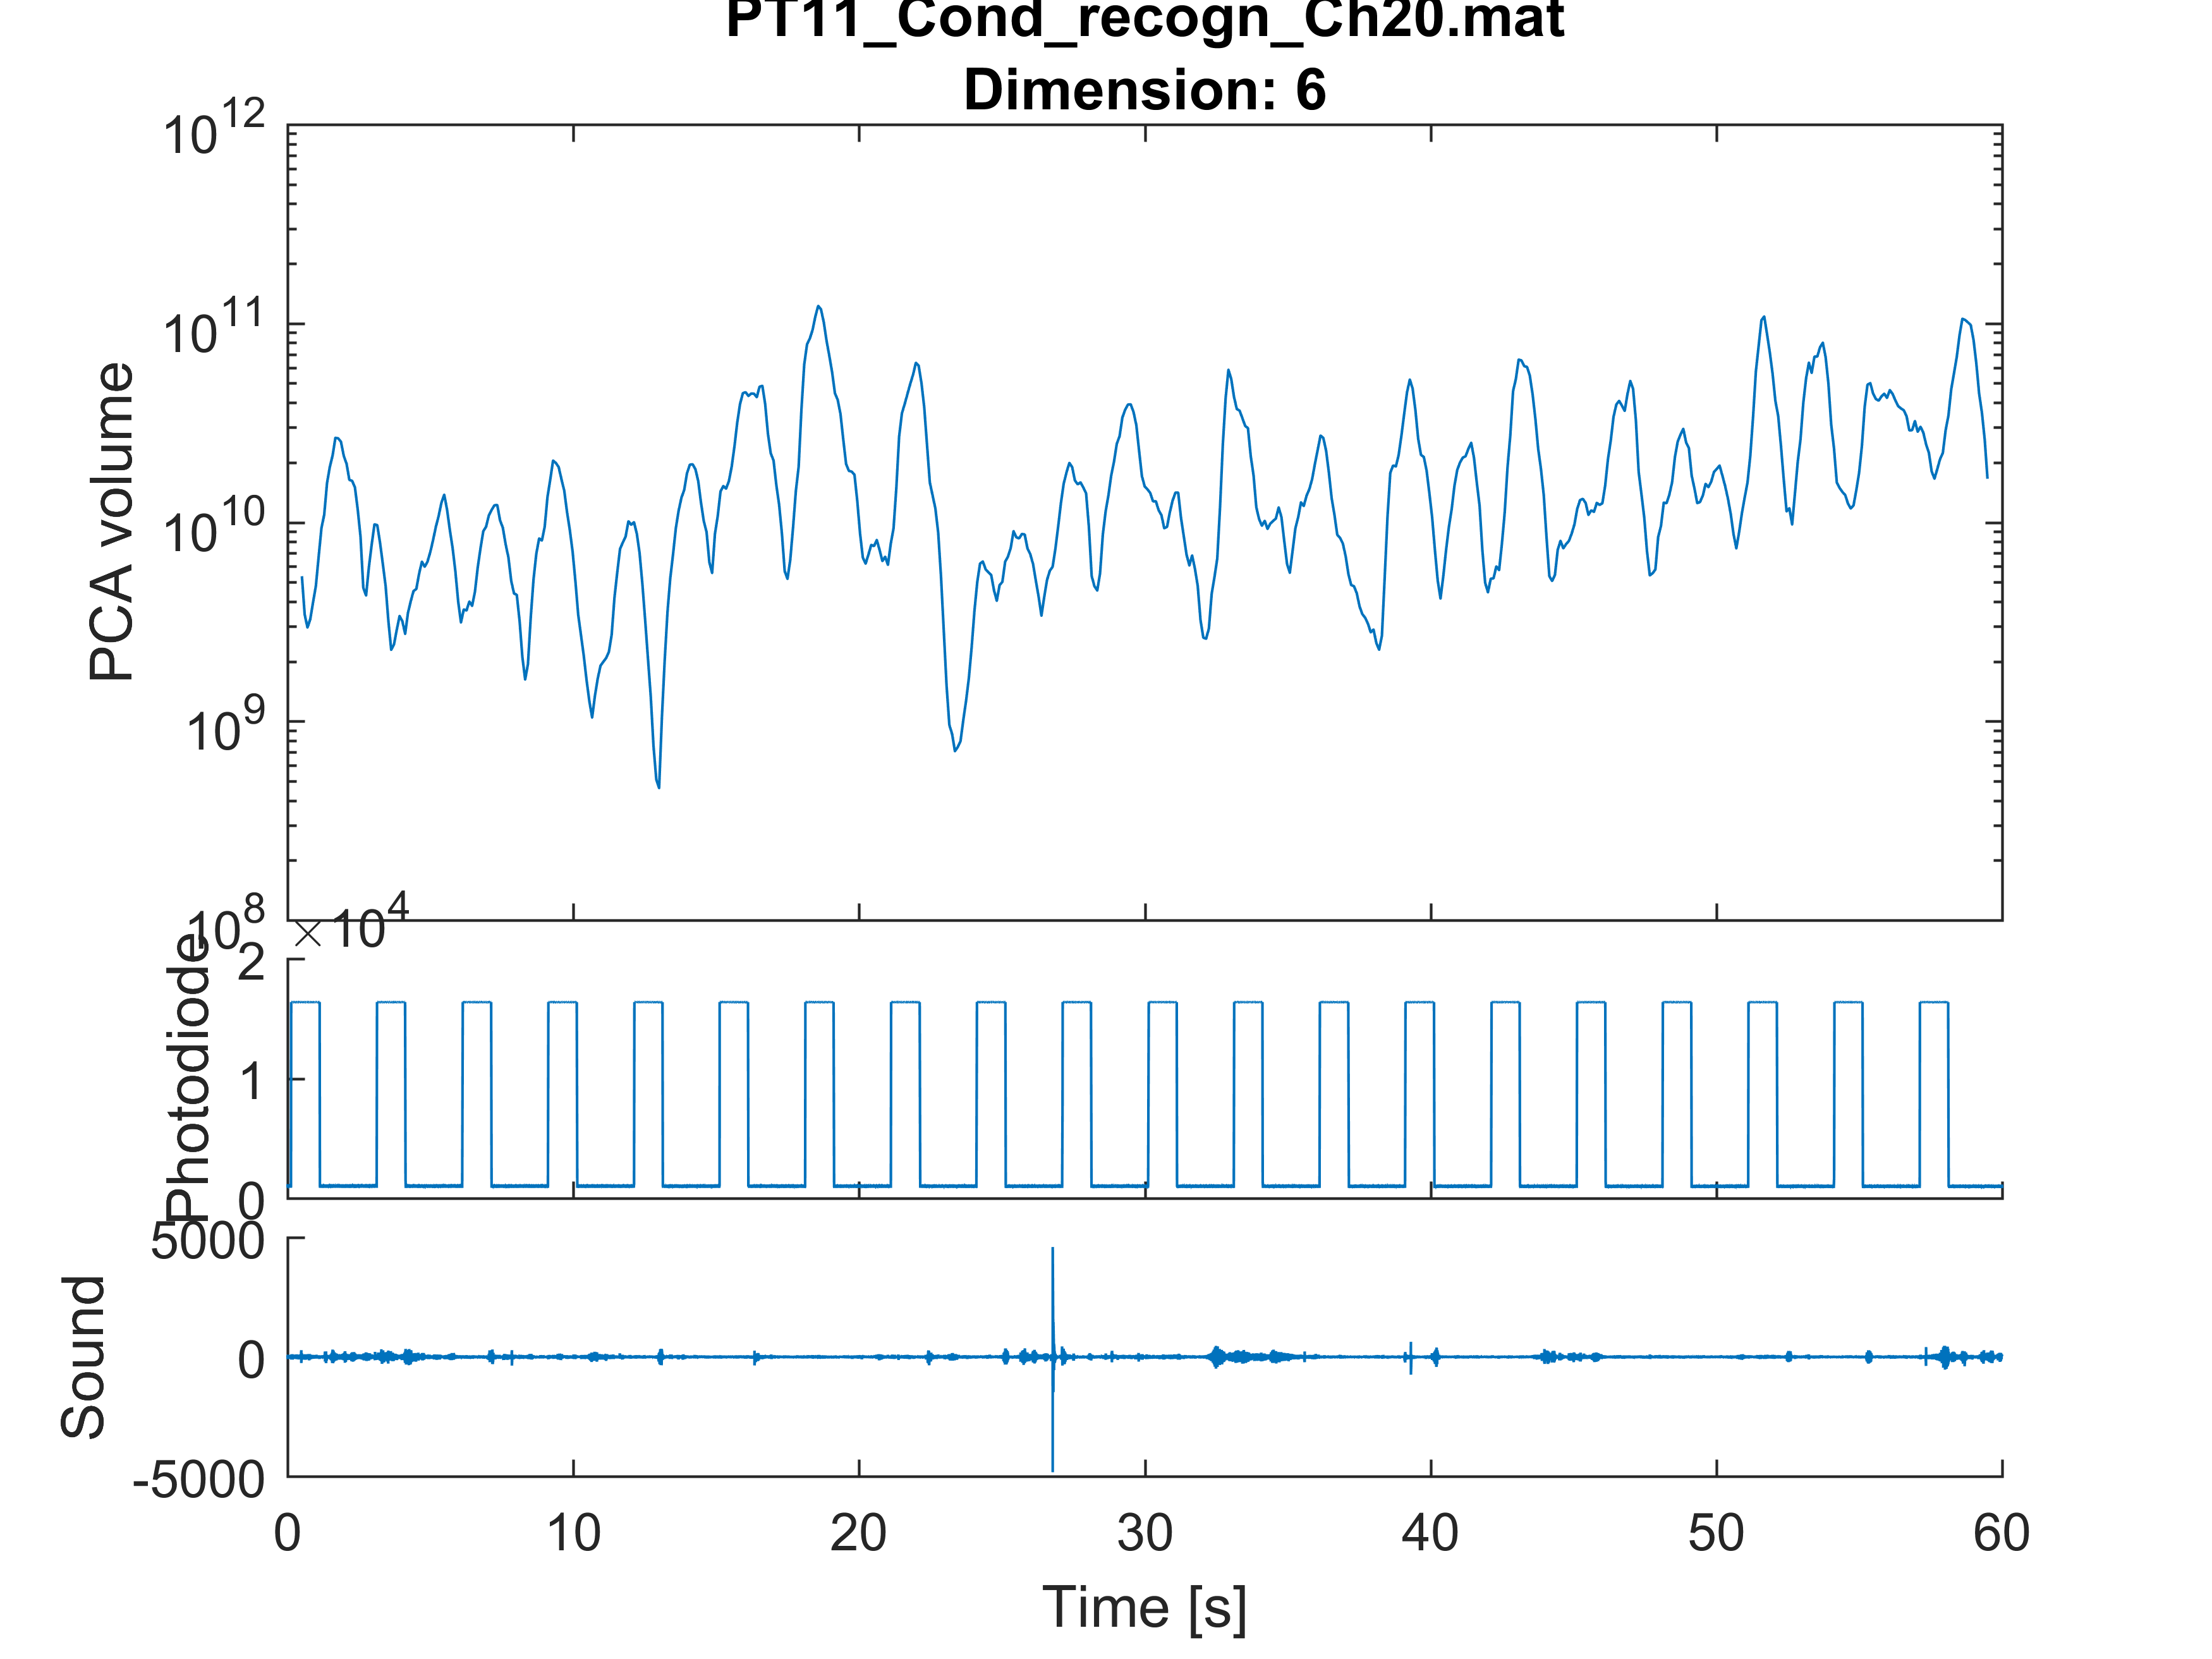 PT11_Cond_recogn_Ch20.mat
Dimension: 6
10^12
10^11
10^10
10^9
10^8
PCA volume
× 10^4
2
1
0
Photodiode
5000
0
-5000
Sound
0 10 20 30 40 50 60
Time [s]